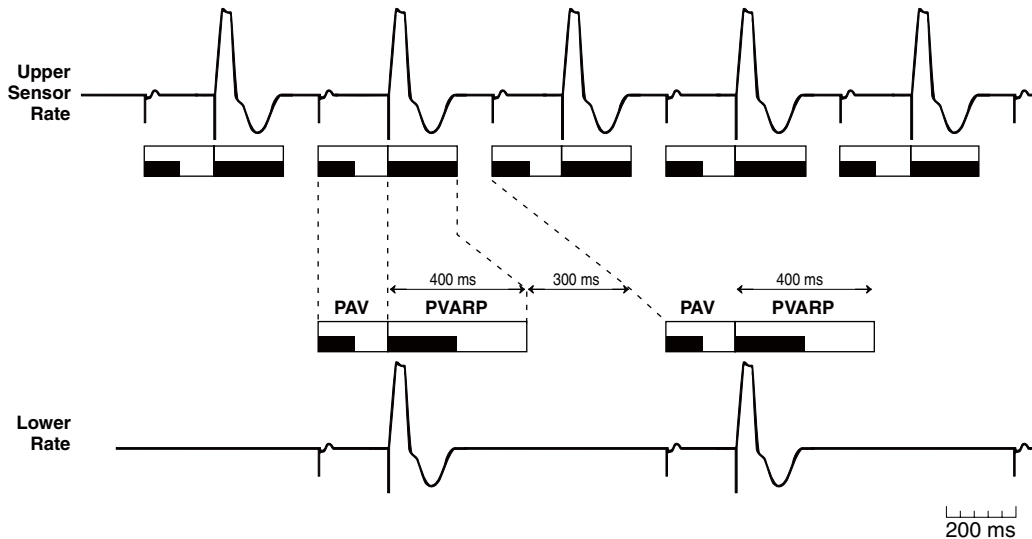 Upper
Sensor
Rate
400 ms
300 ms
400 ms
PAV
PVARP
PAV
PVARP
Lower
Rate
200 ms